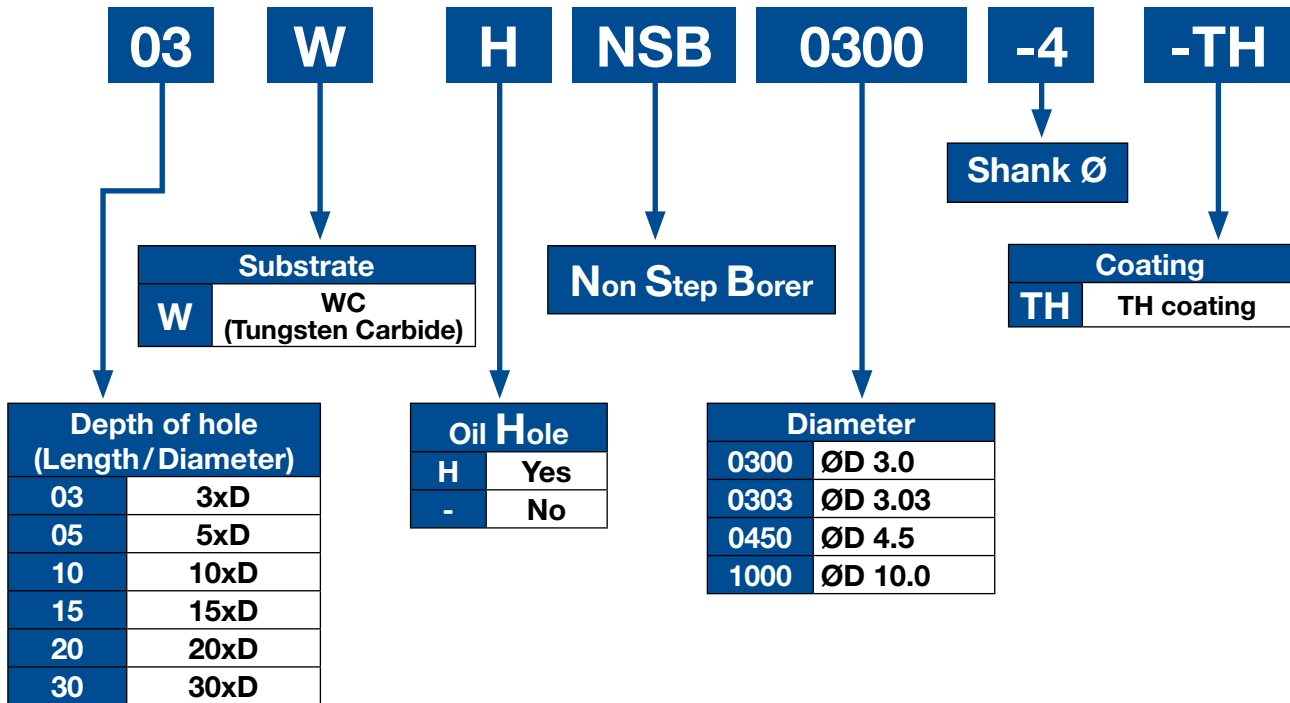 03 W H NSB 0300 -4 -TH
Shank Ø
Substrate
W WC
(Tungsten Carbide)
Non Step Borer
Coating
TH TH coating
Depth of hole
(Length/Diameter)
03 3xD
05 5xD
10 10xD
15 15xD
20 20xD
30 30xD
Oil Hole
H Yes
- No
Diameter
0300 ØD 3.0
0303 ØD 3.03
0450 ØD 4.5
1000 ØD 10.0